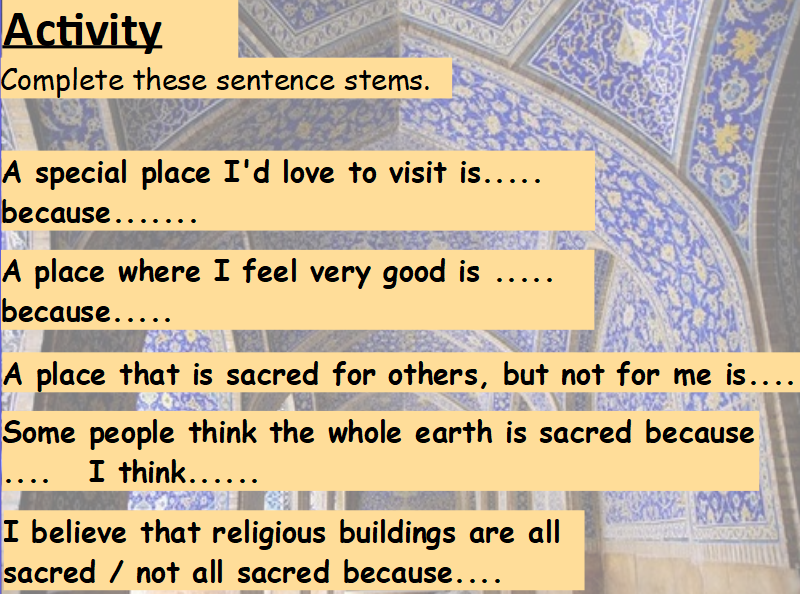 Activity
Complete these sentence stems.
A special place I'd love to visit is.....
because.......
A place where I feel very good is .....
because.....
A place that is sacred for others, but not for me is....
Some people think the whole earth is sacred because
.... I think......
I believe that religious buildings are all
sacred / not all sacred because....